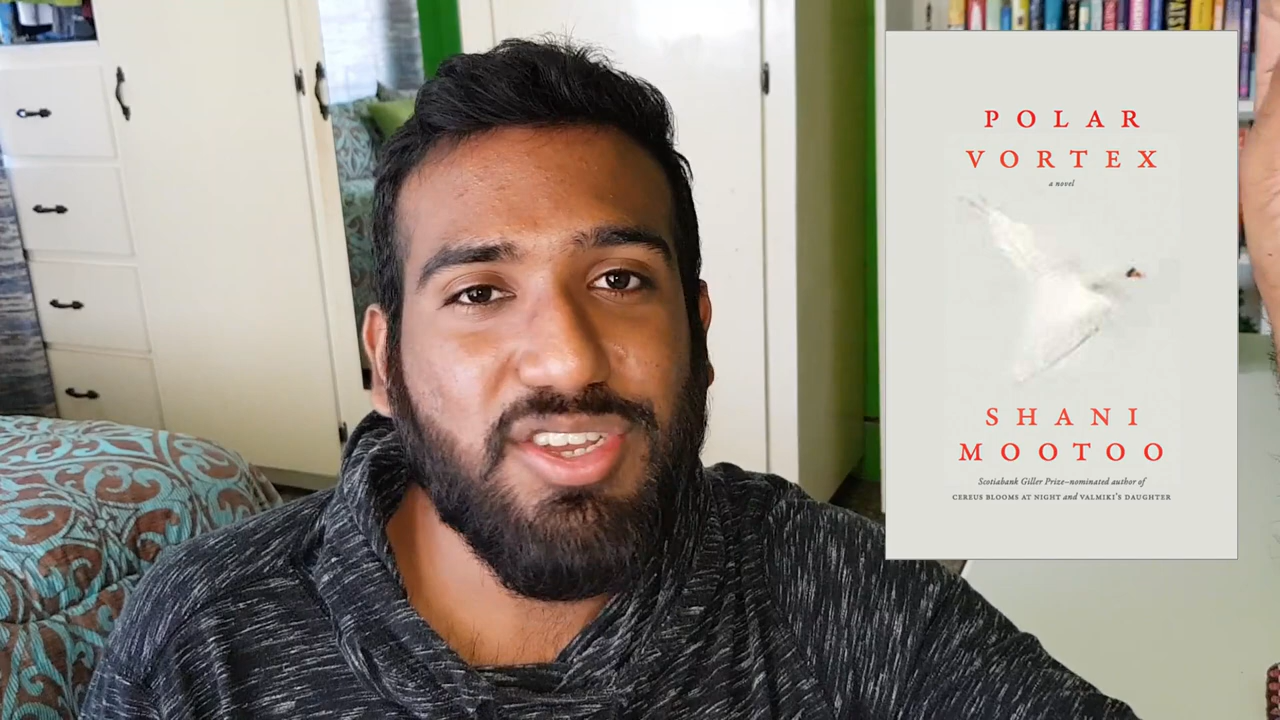 POLAR
VORTEX
a novel
SHANI
MOOTOO
Scotiabank Giller Prize–nominated author of
CEREUS BLOOMS AT NIGHT and VALMIKI'S DAUGHTER